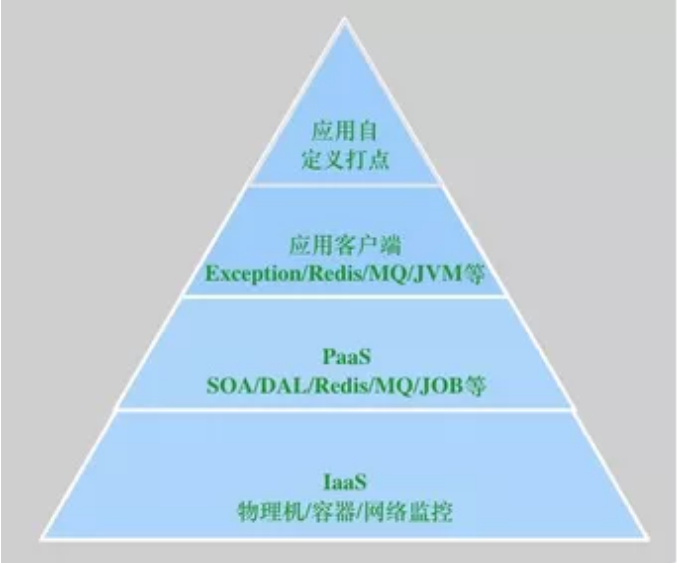 应用自
定义打点
应用客户端
Exception/Redis/MQ/JVM等
PaaS
SOA/DAL/Redis/MQ/JOB等
IaaS
物理机/容器/网络监控